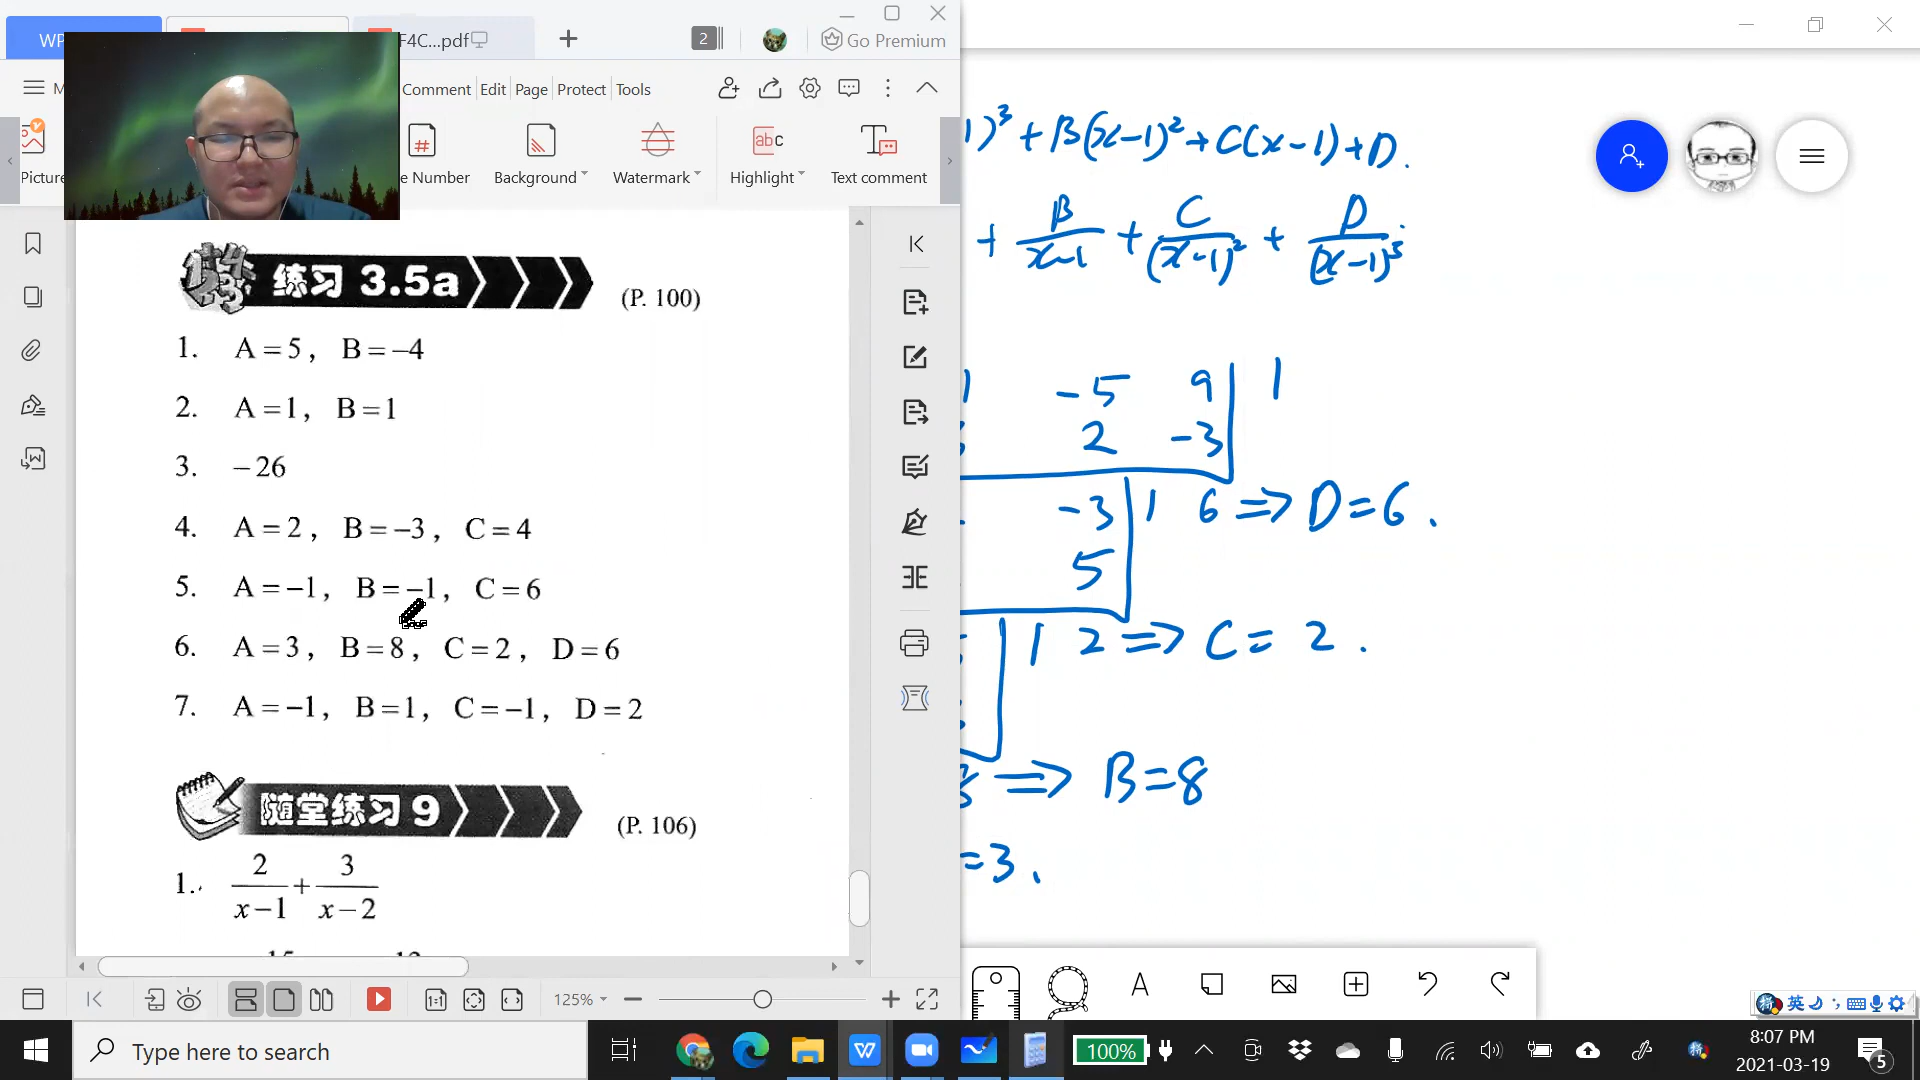 WP
F4C...pdf
2
Go Premium
Comment Edit Page Protect Tools
Picture
e Number
Background
Watermark
Highlight
Text comment
练习 3.5a
(P. 100)
1. A = 5, B = -4
2. A = 1, B = 1
3. -26
4. A = 2, B = -3, C = 4
5. A = -1, B = -1, C = 6
6. A = 3, B = 8, C = 2, D = 6
7. A = -1, B = 1, C = -1, D = 2
随堂练习 9
(P. 106)
1. 2/(x-1) + 3/(x-2)
125%
1)³ + B(x-1)² + C(x-1) + D.
+ B/(x-1) + C/(x-1)² + D/(x-1)³
-5 9 1
2 -3
-3 1 6 => D=6.
5
1 2 => C= 2.
=> B=8
=3.
英
Type here to search
100%
8:07 PM
2021-03-19
5